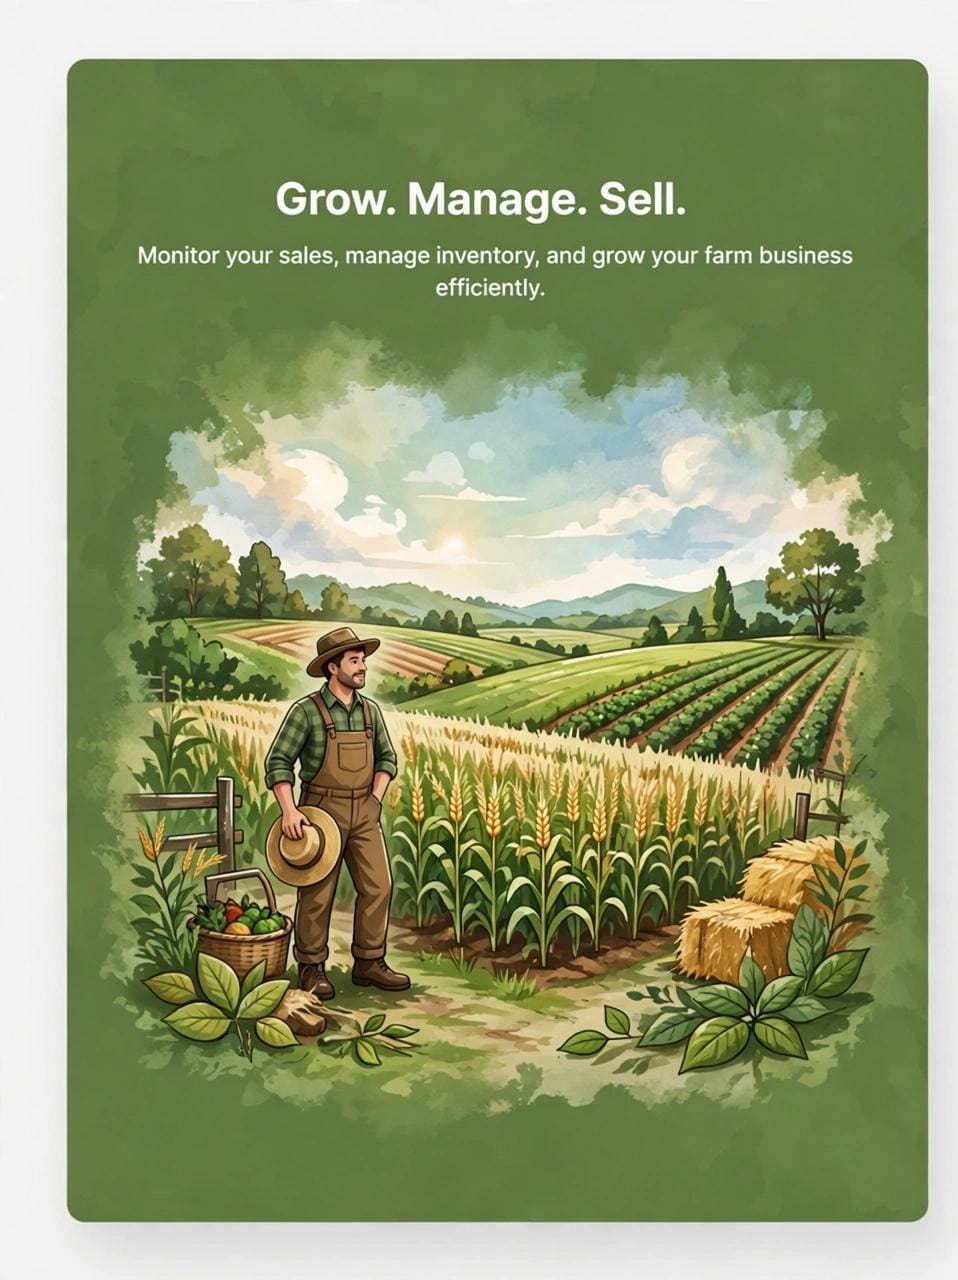 Grow. Manage. Sell.
Monitor your sales, manage inventory, and grow your farm business
efficiently.